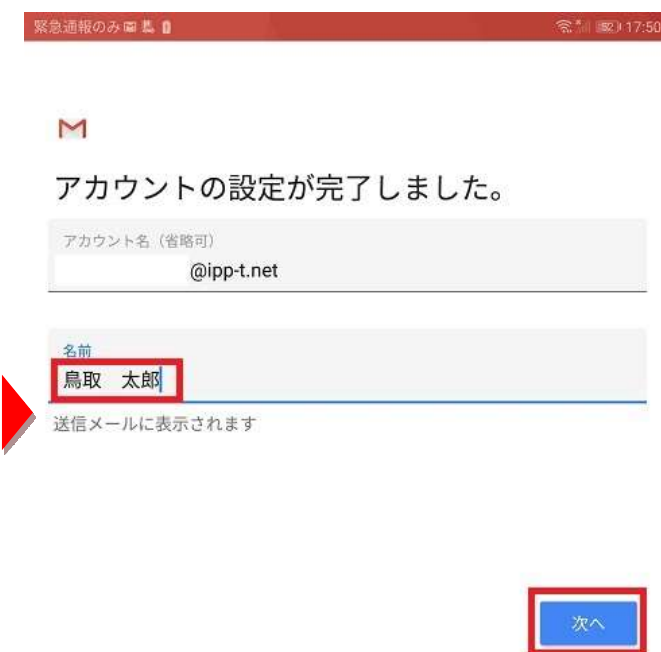 緊急通報のみ
52 17:50
アカウントの設定が完了しました。
アカウント名（省略可）
@ipp-t.net
名前
鳥取　太郎
送信メールに表示されます
次へ